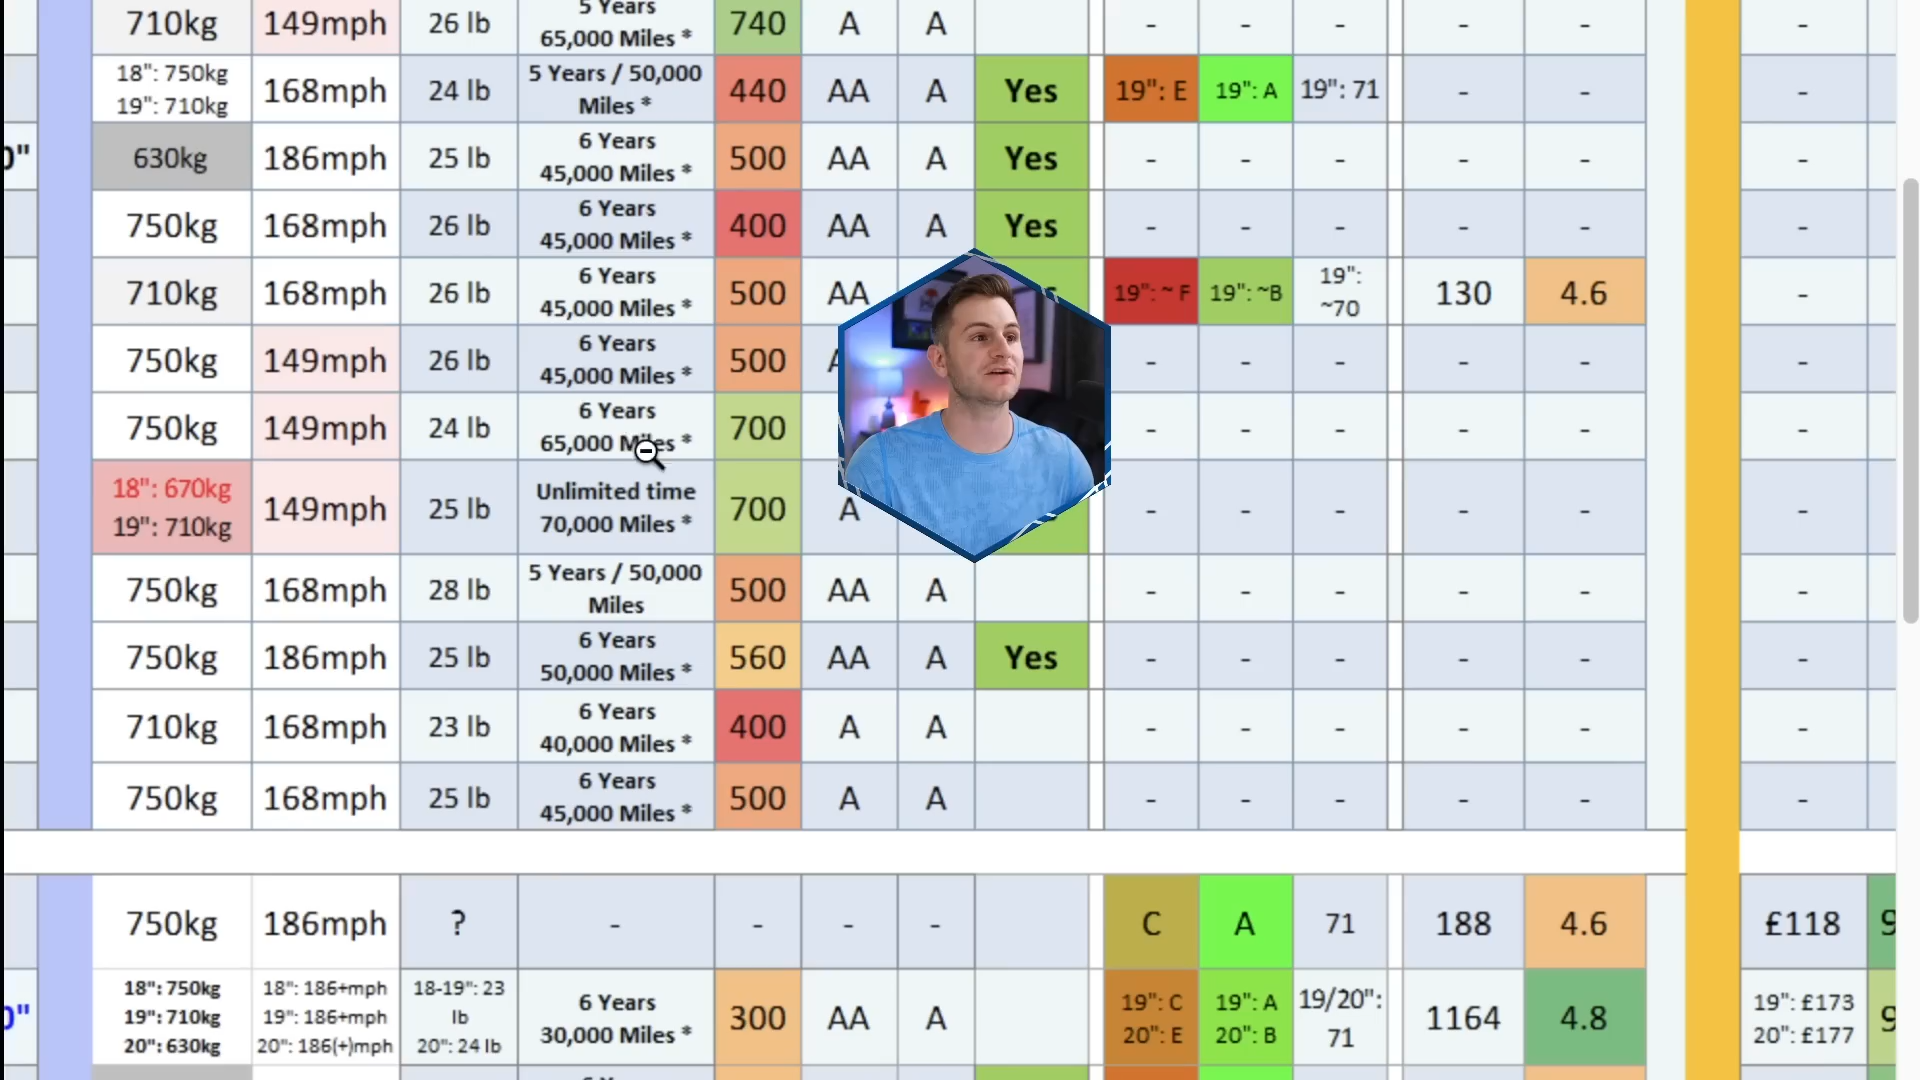 710kg 149mph 26 lb 5 Years 65,000 Miles * 740 A A - - - - - -
18": 750kg 19": 710kg 168mph 24 lb 5 Years / 50,000 Miles * 440 AA A Yes 19": E 19": A 19": 71 - - -
0" 630kg 186mph 25 lb 6 Years 45,000 Miles * 500 AA A Yes - - - - - -
750kg 168mph 26 lb 6 Years 45,000 Miles * 400 AA A Yes - - - - - -
710kg 168mph 26 lb 6 Years 45,000 Miles * 500 AA 19": ~ F 19": ~B 19": ~70 130 4.6 -
750kg 149mph 26 lb 6 Years 45,000 Miles * 500 - - - - - -
750kg 149mph 24 lb 6 Years 65,000 Miles * 700 - - - - - -
18": 670kg 19": 710kg 149mph 25 lb Unlimited time 70,000 Miles * 700 A - - - - - -
750kg 168mph 28 lb 5 Years / 50,000 Miles 500 AA A - - - - - -
750kg 186mph 25 lb 6 Years 50,000 Miles * 560 AA A Yes - - - - - -
710kg 168mph 23 lb 6 Years 40,000 Miles * 400 A A - - - - - -
750kg 168mph 25 lb 6 Years 45,000 Miles * 500 A A - - - - - -
750kg 186mph ? - - - - C A 71 188 4.6 £118 9
0" 18": 750kg 19": 710kg 20": 630kg 18": 186+mph 19": 186+mph 20": 186(+)mph 18-19": 23 lb 20": 24 lb 6 Years 30,000 Miles * 300 AA A 19": C 20": E 19": A 20": B 19/20": 71 1164 4.8 19": £173 20": £177 9